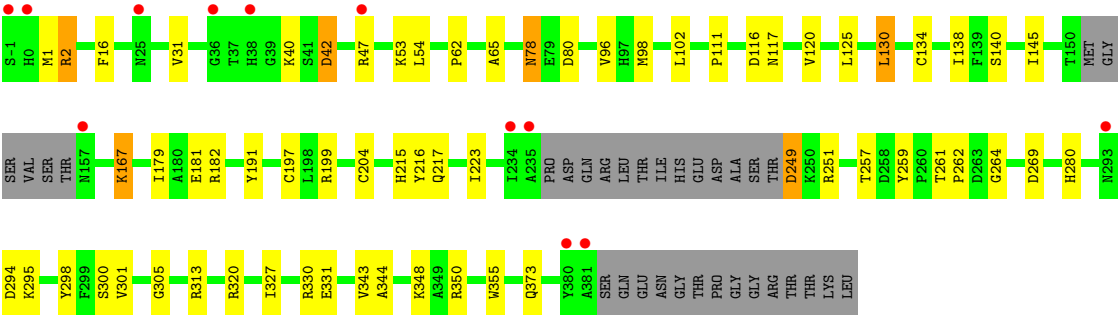 S-1 H0 M1 R2 F16 N25 V31 G36 T37 H38 G39 K40 S41 D42 R47 K53 L54 P62 A65 N78 E79 D80 V96 H97 M98 L102 P111 D116 N117 V120 L125 L130 C134 I138 F139 S140 I145 T150 MET GLY
SER VAL SER THR N157 K167 I179 A180 E181 R182 Y191 C197 L198 R199 C204 H215 Y216 Q217 I223 I234 A235 PRO ASP GLN ARG LEU THR ILE HIS GLU ASP ALA SER THR D249 K250 R251 T257 D258 Y259 P260 T261 P262 D263 G264 D269 H280 N293
D294 K295 Y298 F299 S300 V301 G305 R313 R320 I327 R330 E331 V343 A344 K348 A349 R350 W355 Q373 Y380 A381 SER GLN GLU ASN GLY THR PRO GLY GLY ARG THR THR LYS LEU